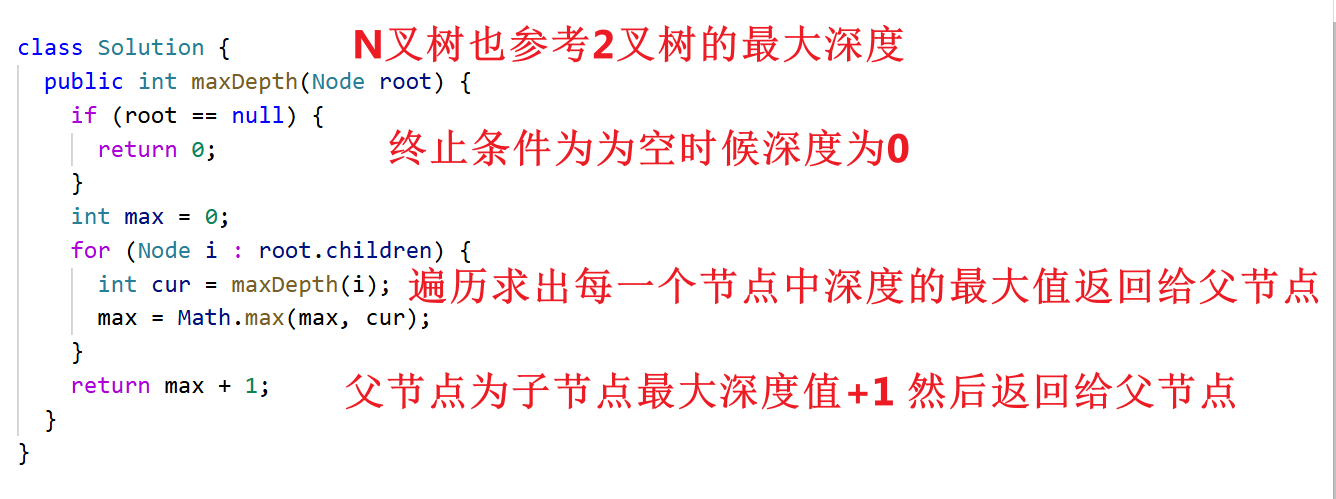 class Solution {
N叉树也参考2叉树的最大深度
public int maxDepth(Node root) {
if (root == null) {
return 0;
终止条件为为空时候深度为0
}
int max = 0;
for (Node i : root.children) {
int cur = maxDepth(i);
遍历求出每一个节点中深度的最大值返回给父节点
max = Math.max(max, cur);
}
return max + 1;
父节点为子节点最大深度值+1 然后返回给父节点
}
}